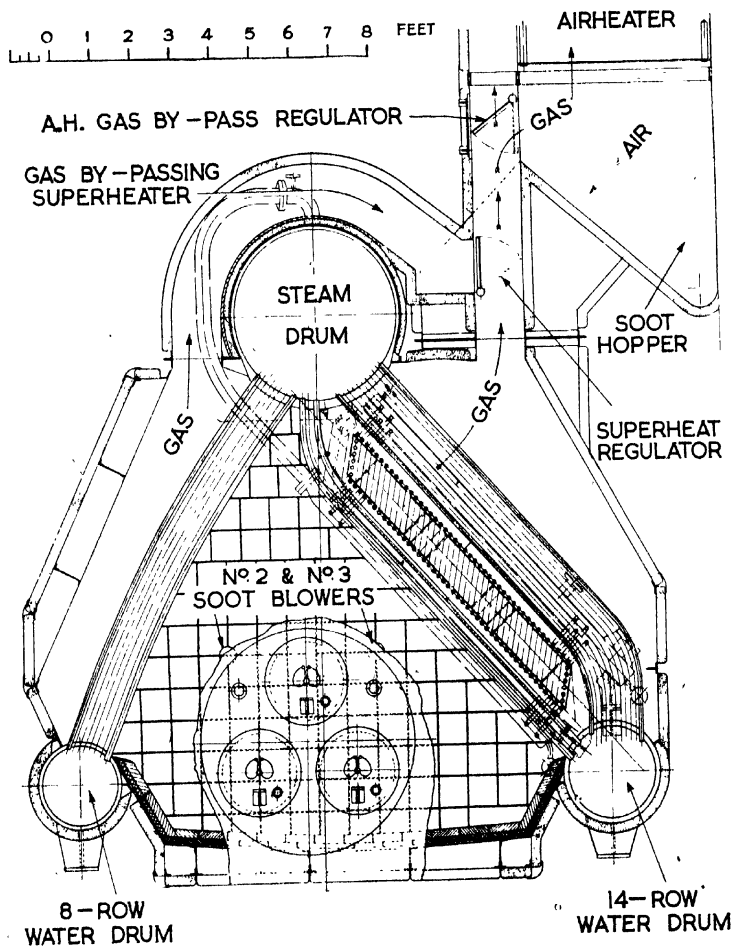 0 1 2 3 4 5 6 7 8 FEET
AIRHEATER
A.H. GAS BY-PASS REGULATOR
GAS
AIR
GAS BY-PASSING
SUPERHEATER
STEAM
DRUM
SOOT
HOPPER
GAS
GAS
SUPERHEAT
REGULATOR
Nº.2 & Nº.3
SOOT BLOWERS
8-ROW
WATER DRUM
14-ROW
WATER DRUM